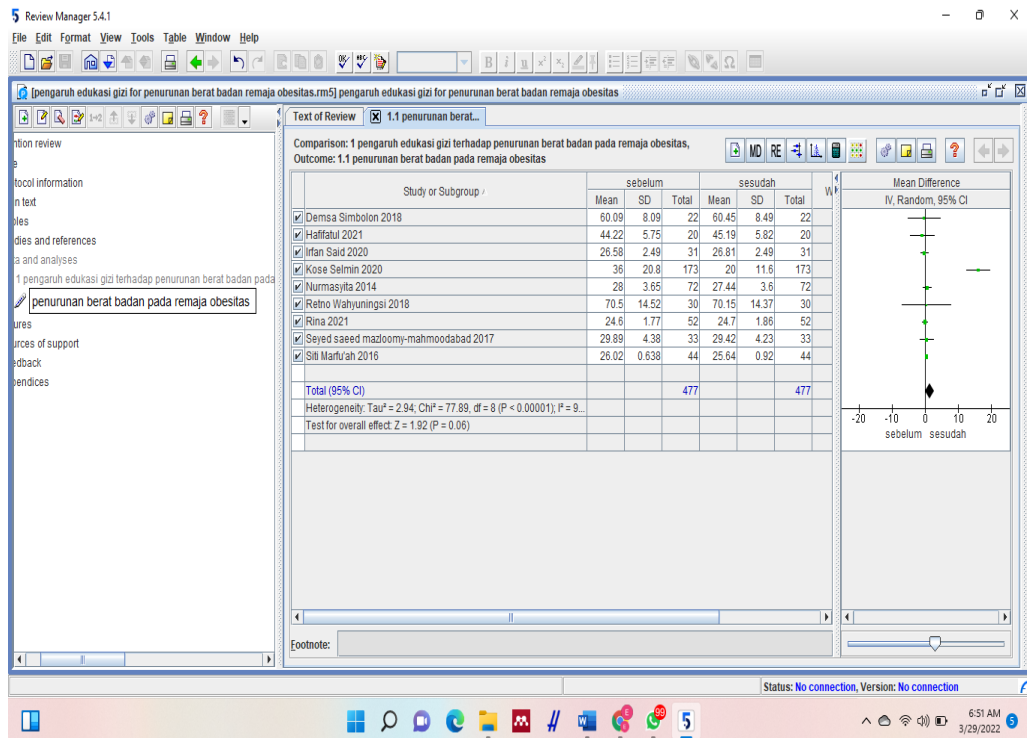 5 Review Manager 5.4.1
File Edit Format View Tools Table Window Help
[pengaruh edukasi gizi for penurunan berat badan remaja obesitas.rm5] pengaruh edukasi gizi for penurunan berat badan remaja obesitas
ntion review
e
tocol information
n text
oles
dies and references
a and analyses
1 pengaruh edukasi gizi terhadap penurunan berat badan pada
penurunan berat badan pada remaja obesitas
ures
urces of support
edback
pendices
Text of Review 1.1 penurunan berat...
Comparison: 1 pengaruh edukasi gizi terhadap penurunan berat badan pada remaja obesitas,
Outcome: 1.1 penurunan berat badan pada remaja obesitas
MD RE
Study or Subgroup sebelum sesudah W
Mean SD Total Mean SD Total
Demsa Simbolon 2018 60.09 8.09 22 60.45 8.49 22
Hafifatul 2021 44.22 5.75 20 45.19 5.82 20
Irfan Said 2020 26.58 2.49 31 26.81 2.49 31
Kose Selmin 2020 36 20.8 173 20 11.6 173
Nurmasyita 2014 28 3.65 72 27.44 3.6 72
Retno Wahyuningsi 2018 70.5 14.52 30 70.15 14.37 30
Rina 2021 24.6 1.77 52 24.7 1.86 52
Seyed saeed mazloomy-mahmoodabad 2017 29.89 4.38 33 29.42 4.23 33
Siti Marfu'ah 2016 26.02 0.638 44 25.64 0.92 44
Total (95% CI) 477 477
Heterogeneity: Tau² = 2.94; Chi² = 77.89, df = 8 (P < 0.00001); I² = 9...
Test for overall effect: Z = 1.92 (P = 0.06)
Mean Difference
IV, Random, 95% CI
-20 -10 0 10 20
sebelum sesudah
Footnote:
Status: No connection, Version: No connection
99
6:51 AM
3/29/2022
5